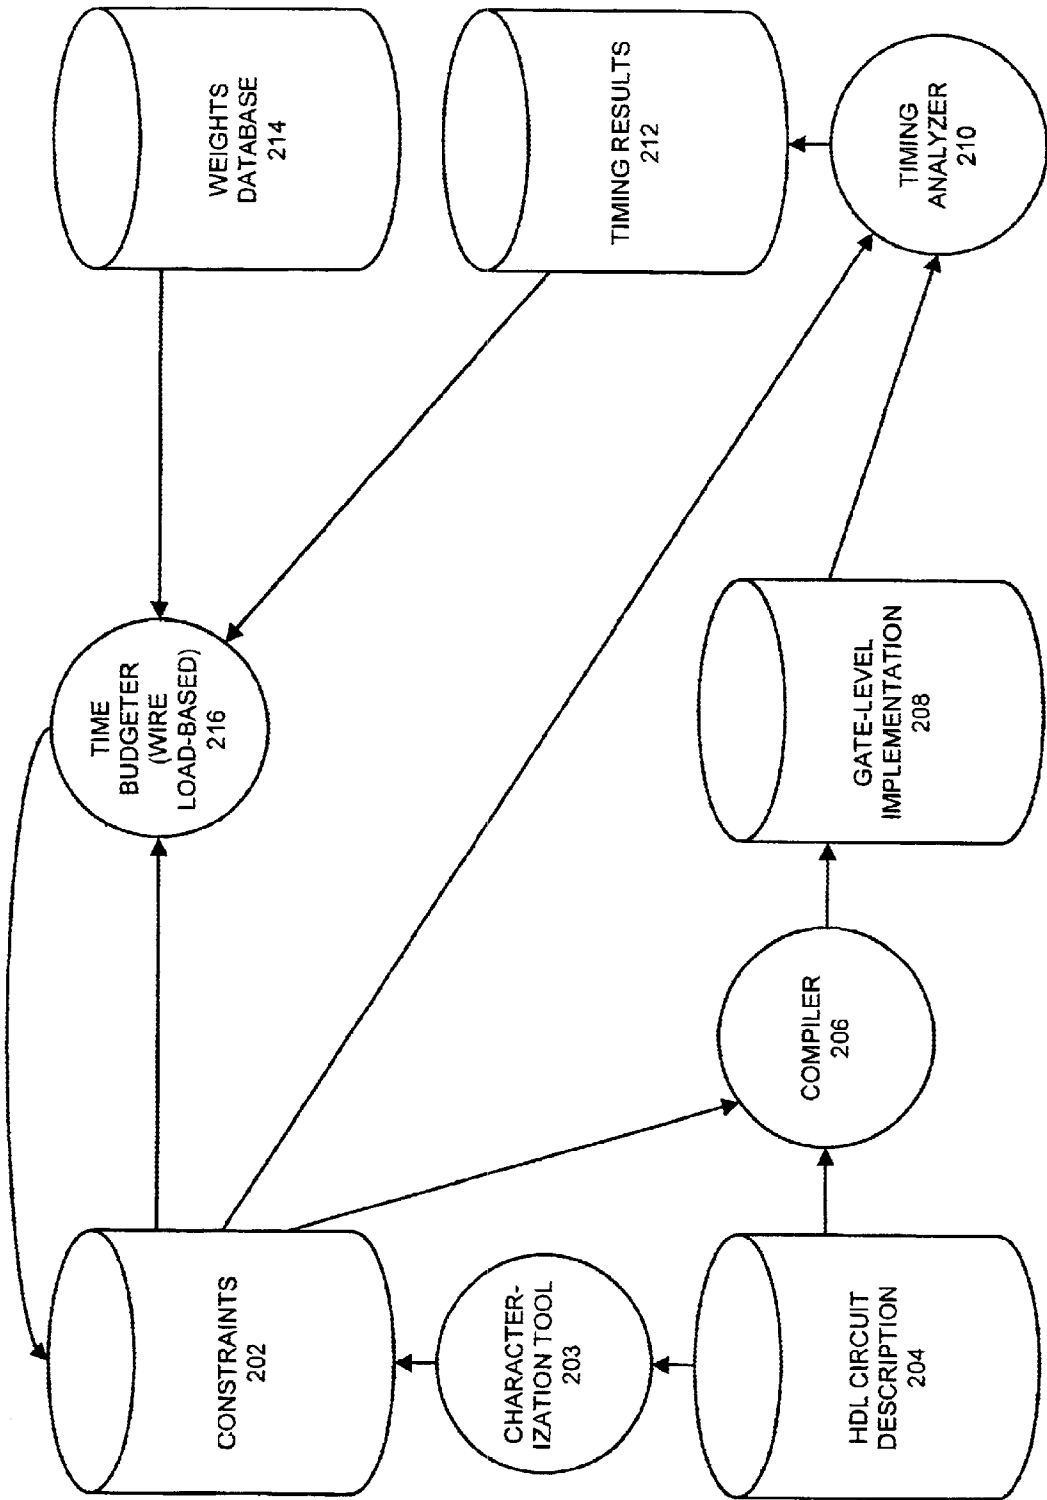 CONSTRAINTS
202
TIME
BUDGETER
(WIRE
LOAD-BASED)
216
WEIGHTS
DATABASE
214
CHARACTER-
IZATION TOOL
203
TIMING RESULTS
212
HDL CIRCUIT
DESCRIPTION
204
COMPILER
206
GATE-LEVEL
IMPLEMENTATION
208
TIMING
ANALYZER
210